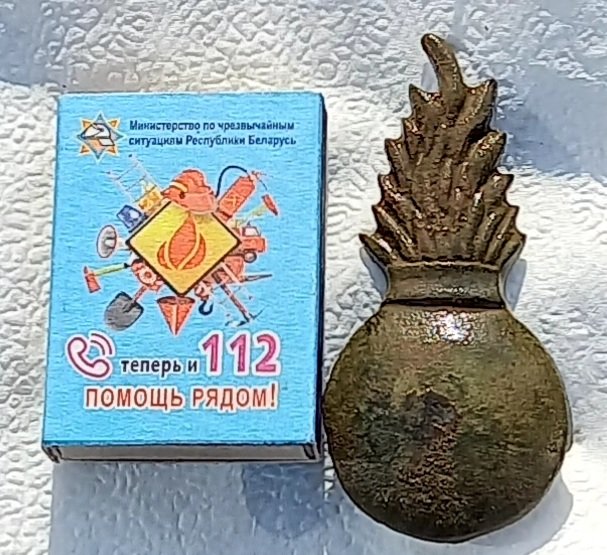 Министерство по чрезвычайным
ситуациям Республики Беларусь
теперь и 112
ПОМОЩЬ РЯДОМ!